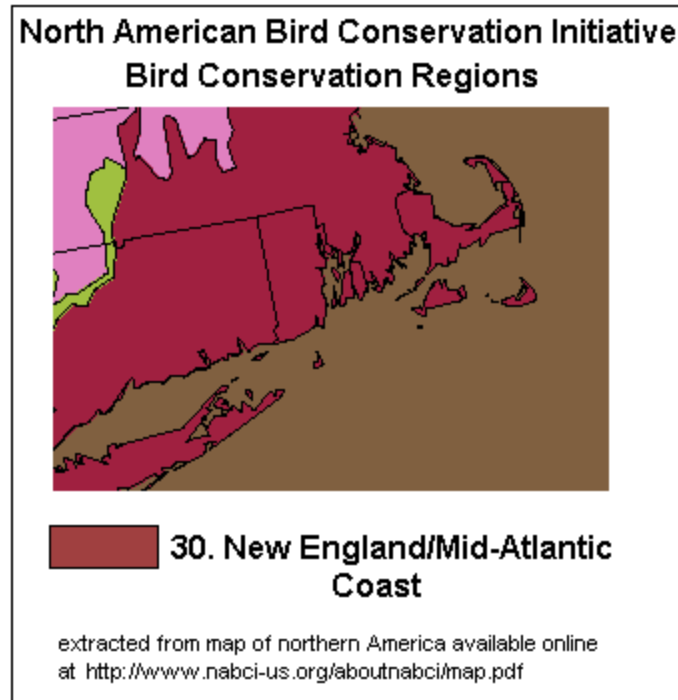 North American Bird Conservation Initiative
Bird Conservation Regions
30. New England/Mid-Atlantic
Coast
extracted from map of northern America available online
at http://www.nabci-us.org/aboutnabci/map.pdf